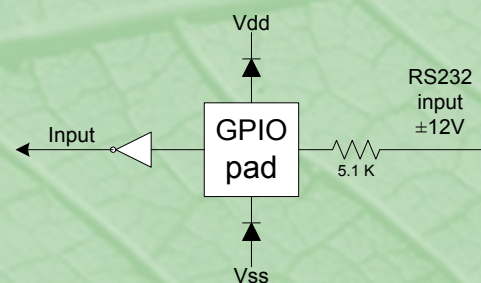 Vdd
RS232
input
±12V
Input
GPIO
pad
5.1 K
Vss